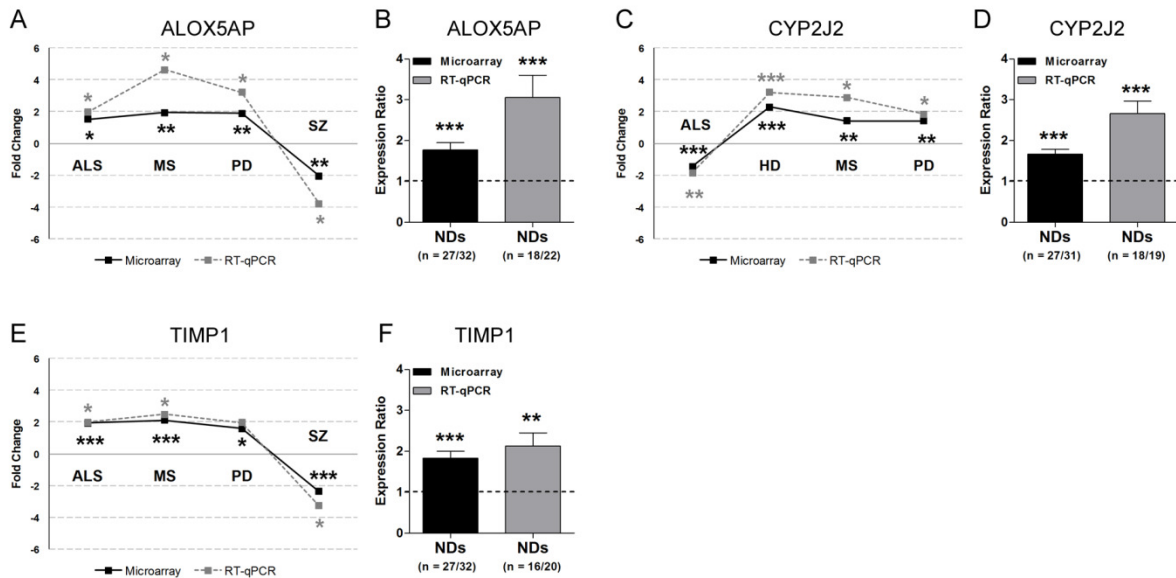 A
ALOX5AP
6
4
2
0
-2
-4
-6
Fold Change
*
*
*
*
**
**
SZ
**
*
ALS
MS
PD
Microarray
RT-qPCR
B
ALOX5AP
4
3
2
1
0
Expression Ratio
Microarray
RT-qPCR
***
***
NDs
NDs
(n = 27/32)
(n = 18/22)
C
CYP2J2
6
4
2
0
-2
-4
-6
Fold Change
***
*
*
ALS
***
***
**
**
**
HD
MS
PD
Microarray
RT-qPCR
D
CYP2J2
4
3
2
1
0
Expression Ratio
Microarray
RT-qPCR
***
***
NDs
NDs
(n = 27/31)
(n = 18/19)
E
TIMP1
6
4
2
0
-2
-4
-6
Fold Change
*
*
***
***
*
SZ
***
*
ALS
MS
PD
Microarray
RT-qPCR
F
TIMP1
4
3
2
1
0
Expression Ratio
Microarray
RT-qPCR
***
**
NDs
NDs
(n = 27/32)
(n = 16/20)